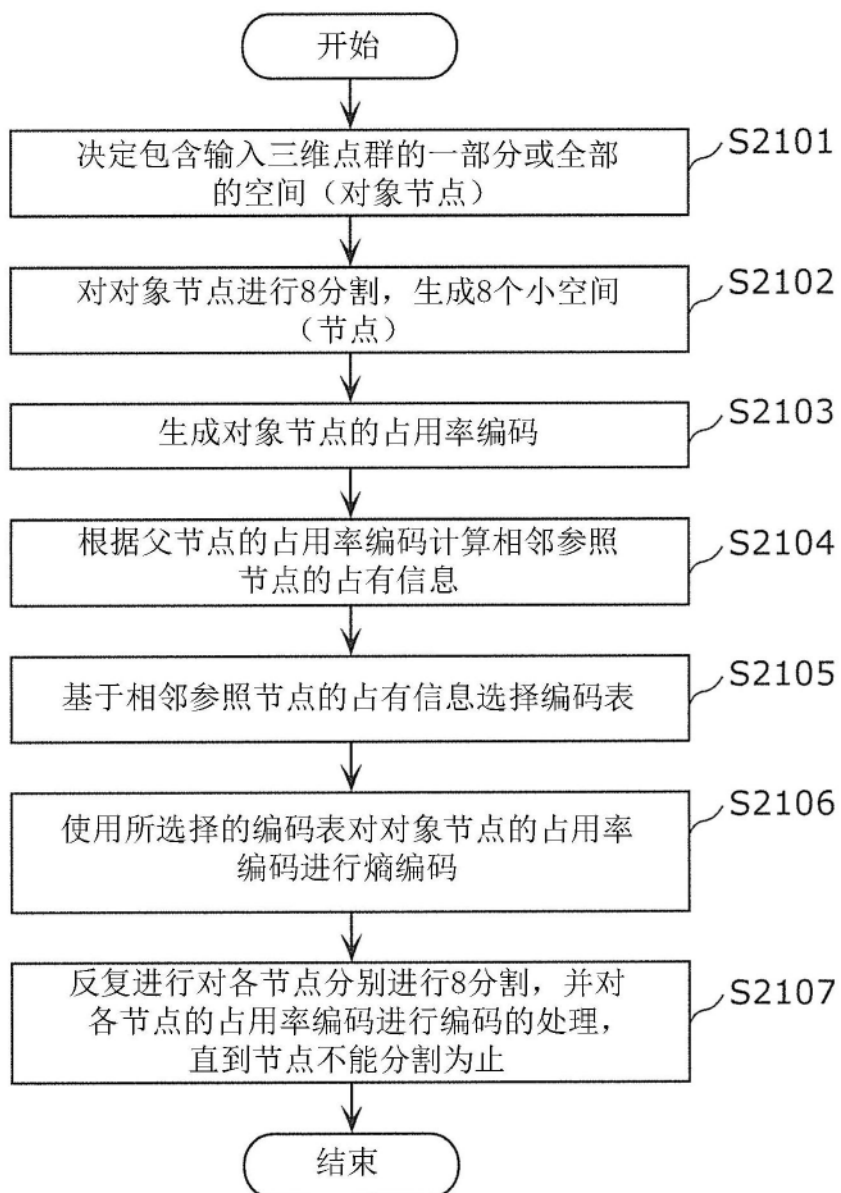 开始
决定包含输入三维点群的一部分或全部
的空间（对象节点）
S2101
对对象节点进行8分割，生成8个小空间
（节点）
S2102
生成对象节点的占用率编码
S2103
根据父节点的占用率编码计算相邻参照
节点的占有信息
S2104
基于相邻参照节点的占有信息选择编码表
S2105
使用所选择的编码表对对象节点的占用率
编码进行熵编码
S2106
反复进行对各节点分别进行8分割，并对
各节点的占用率编码进行编码的处理，
直到节点不能分割为止
S2107
结束